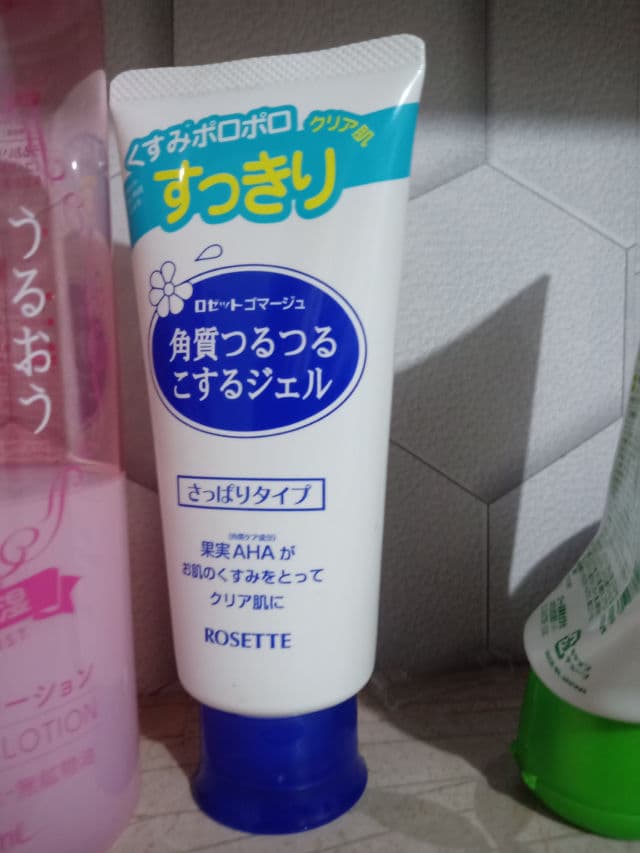 くすみポロポロ
クリア肌
すっきり
ロゼットゴマージュ
角質つるつる
こするジェル
さっぱりタイプ
果実AHAが
お肌のくすみをとって
クリア肌に
ROSETTE
うるおう
ーション
LOTION